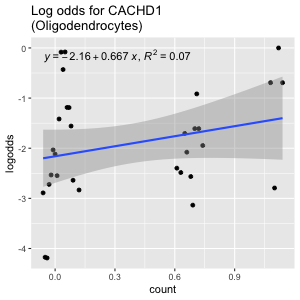 Log odds for CACHD1
(Oligodendrocytes)
y = −2.16 + 0.667 x, R² = 0.07
0
-1
-2
-3
-4
logodds
0.0 0.3 0.6 0.9
count